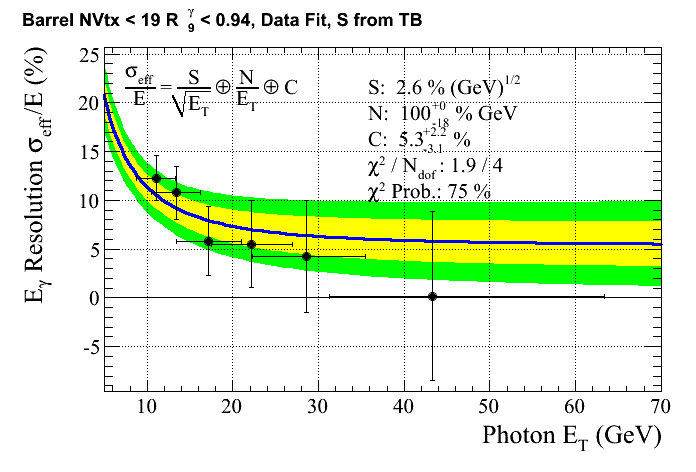 Barrel NVtx < 19 R γ 9 < 0.94, Data Fit, S from TB
σeff/E = S/√ET ⊕ N/ET ⊕ C
S: 2.6 % (GeV)^1/2
N: 100 +0 -18 % GeV
C: 5.3 +2.2 -3.1 %
χ² / Ndof : 1.9 / 4
χ² Prob.: 75 %
Eγ Resolution σeff/E (%)
25
20
15
10
5
0
-5
10 20 30 40 50 60 70
Photon ET (GeV)